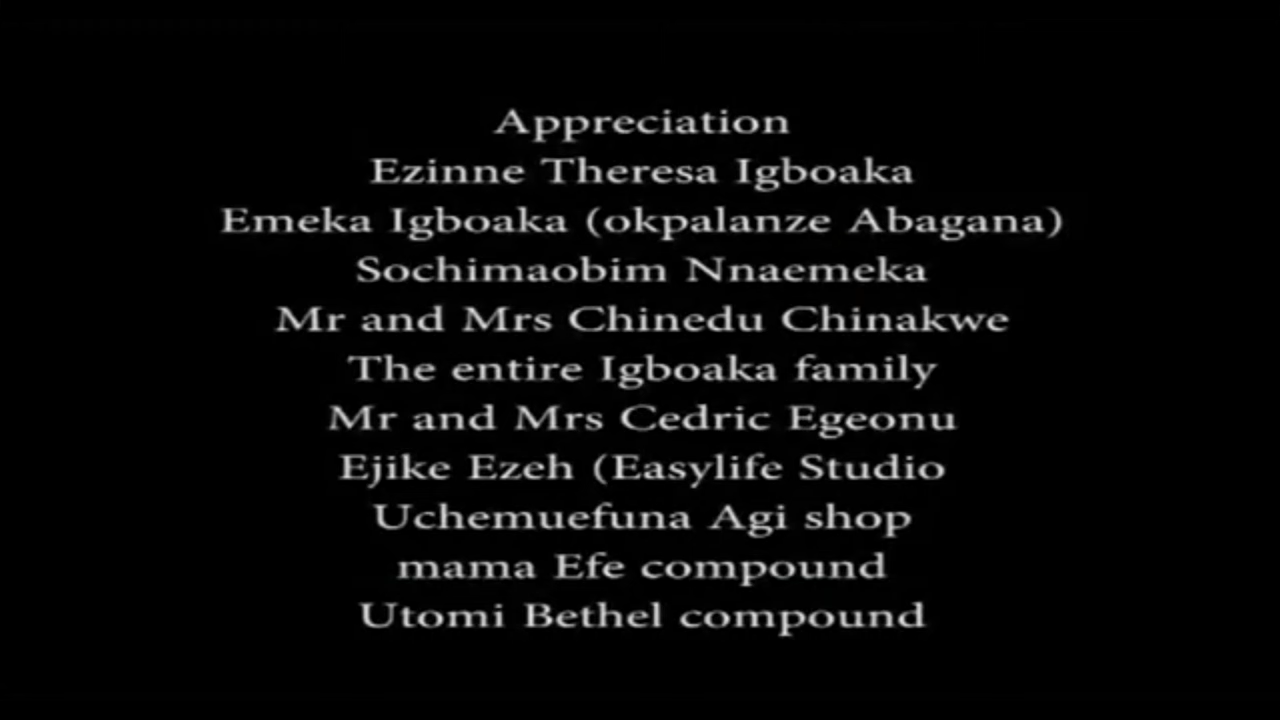 Appreciation
Ezinne Theresa Igboaka
Emeka Igboaka (okpalanze Abagana)
Sochimaobim Nnaemeka
Mr and Mrs Chinedu Chinakwe
The entire Igboaka family
Mr and Mrs Cedric Egeonu
Ejike Ezeh (Easylife Studio
Uchemuefuna Agi shop
mama Efe compound
Utomi Bethel compound